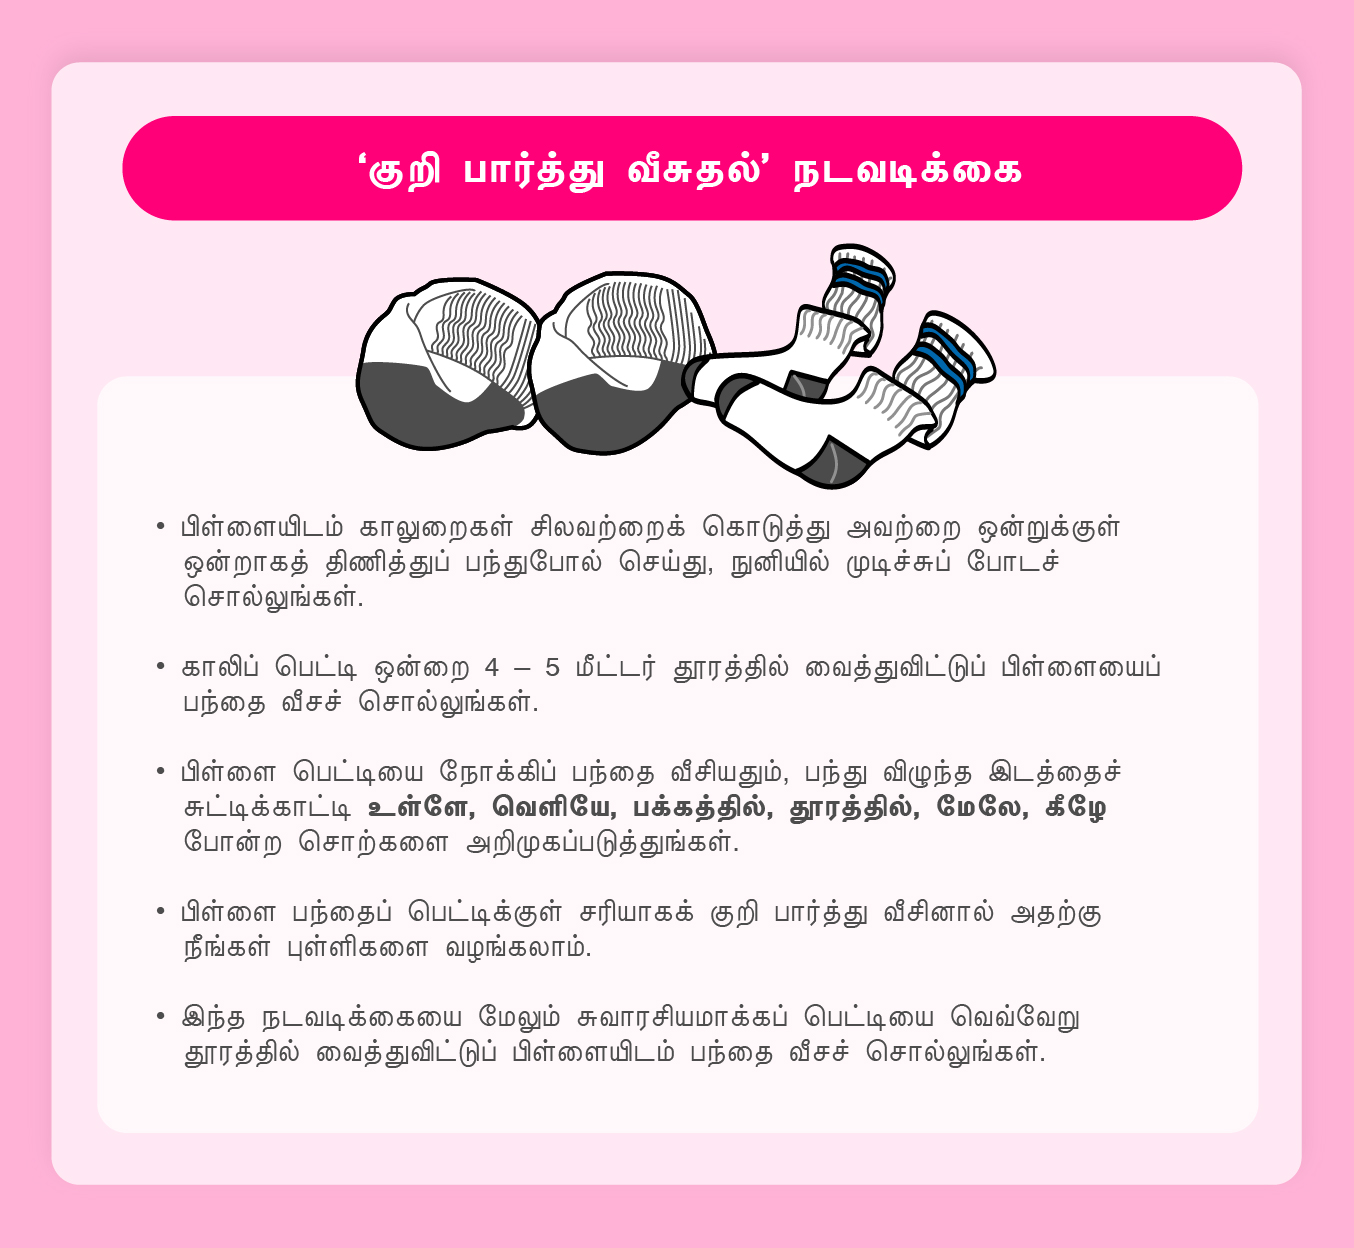 ‘குறி பார்த்து வீசுதல்’ நடவடிக்கை
• பிள்ளையிடம் காலுறைகள் சிலவற்றைக் கொடுத்து அவற்றை ஒன்றுக்குள்
ஒன்றாகத் திணித்துப் பந்துபோல் செய்து, நுனியில் முடிச்சுப் போடச்
சொல்லுங்கள்.
• காலிப் பெட்டி ஒன்றை 4 – 5 மீட்டர் தூரத்தில் வைத்துவிட்டுப் பிள்ளையைப்
பந்தை வீசச் சொல்லுங்கள்.
• பிள்ளை பெட்டியை நோக்கிப் பந்தை வீசியதும், பந்து விழுந்த இடத்தைச்
சுட்டிக்காட்டி உள்ளே, வெளியே, பக்கத்தில், தூரத்தில், மேலே, கீழே
போன்ற சொற்களை அறிமுகப்படுத்துங்கள்.
• பிள்ளை பந்தைப் பெட்டிக்குள் சரியாகக் குறி பார்த்து வீசினால் அதற்கு
நீங்கள் புள்ளிகளை வழங்கலாம்.
• இந்த நடவடிக்கையை மேலும் சுவாரசியமாக்கப் பெட்டியை வெவ்வேறு
தூரத்தில் வைத்துவிட்டுப் பிள்ளையிடம் பந்தை வீசச் சொல்லுங்கள்.